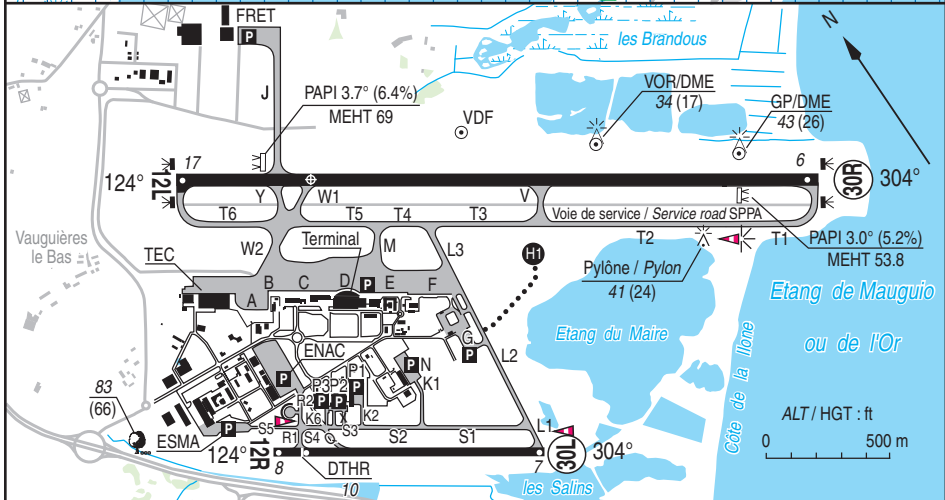 FRET
P
les Brandous
N
J
PAPI 3.7° (6.4%)
MEHT 69
VOR/DME
34 (17)
VDF
GP/DME
43 (26)
17
6
124°
12L
30R
304°
Y
W1
V
T6
T5
T4
T3
Voie de service / Service road SPPA
Vauguières
le Bas
W2
Terminal
M
L3
H1
T2
T1
PAPI 3.0° (5.2%)
MEHT 53.8
TEC
Pylône / Pylon
41 (24)
A
B
C
D
P
E
F
Etang de Mauguio
ou de l'Or
Etang du Maire
G
P
L2
ENAC
P
P1
P
N
K1
P3
P2
P
P
P
R2
K6
X
K2
83
(66)
ESMA
P
S5
R1
S4
S3
S2
S1
L1
Côte de la Ilone
ALT / HGT : ft
0
500 m
124°
12R
8
7
30L
304°
DTHR
10
les Salins